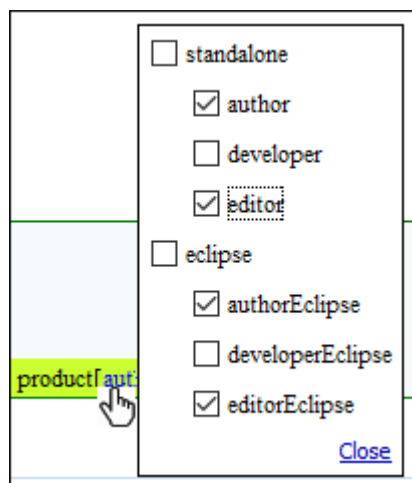 standalone
author
developer
editor
eclipse
authorEclipse
developerEclipse
product[
editorEclipse
Close